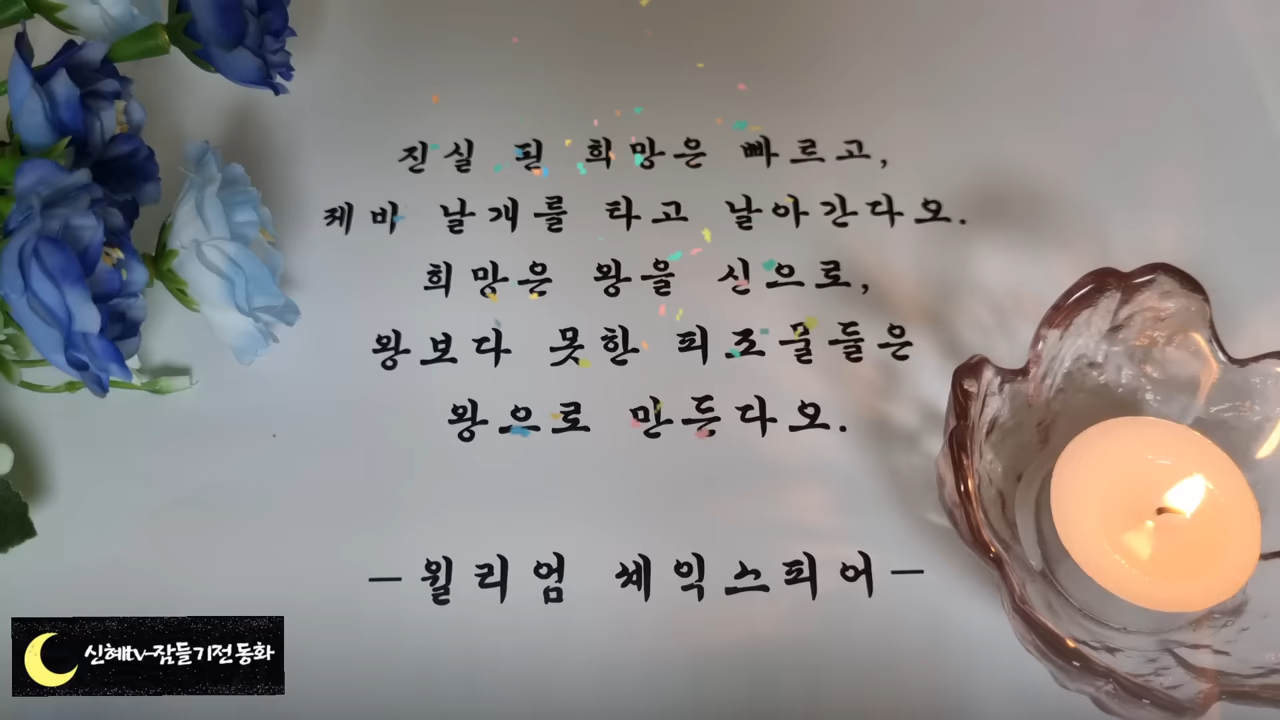 진실 된 희망은 빠르고,
제비 날개를 타고 날아간다오.
희망은 왕을 신으로,
왕보다 못한 피조물들은
왕으로 만든다오.
－윌리엄 셰익스피어－
신혜tv-잠들기전 동화